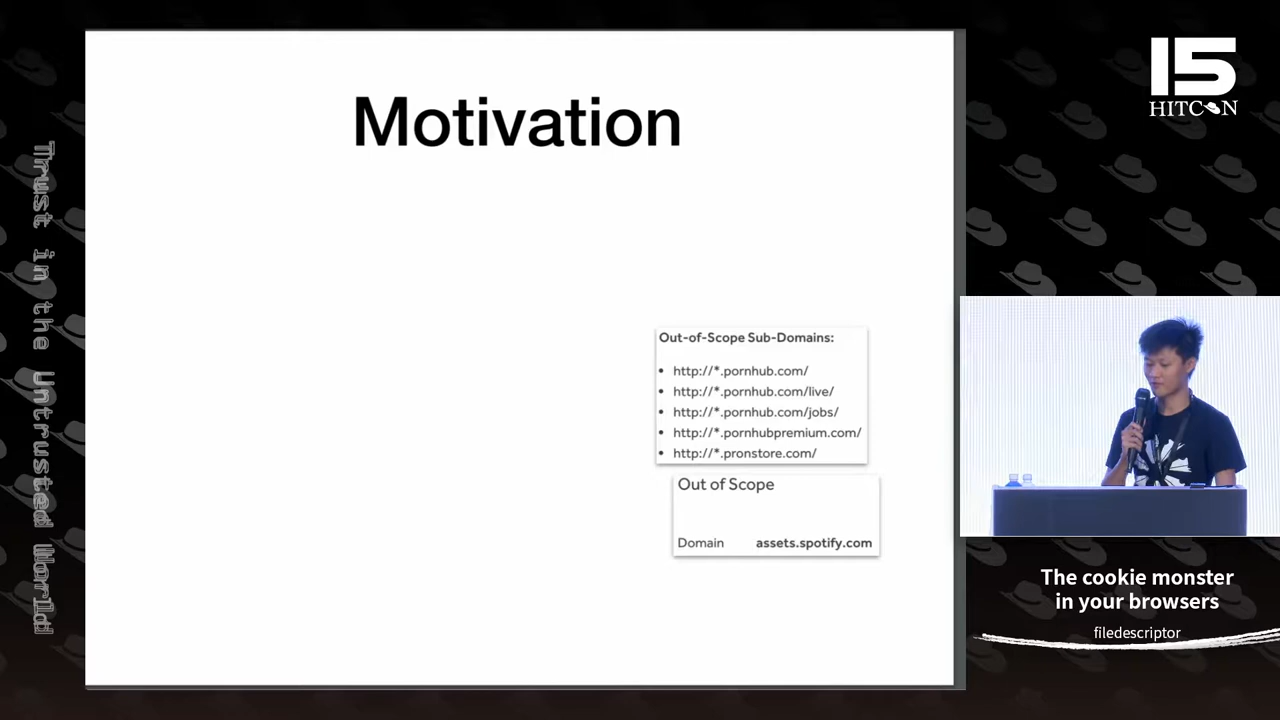 Motivation
Out-of-Scope Sub-Domains:
• http://*.pornhub.com/
• http://*.pornhub.com/live/
• http://*.pornhub.com/jobs/
• http://*.pornhubpremium.com/
• http://*.pronstore.com/
Out of Scope
Domain assets.spotify.com
Thrust in the Untrusted World
15
HITCON
The cookie monster
in your browsers
filedescriptor